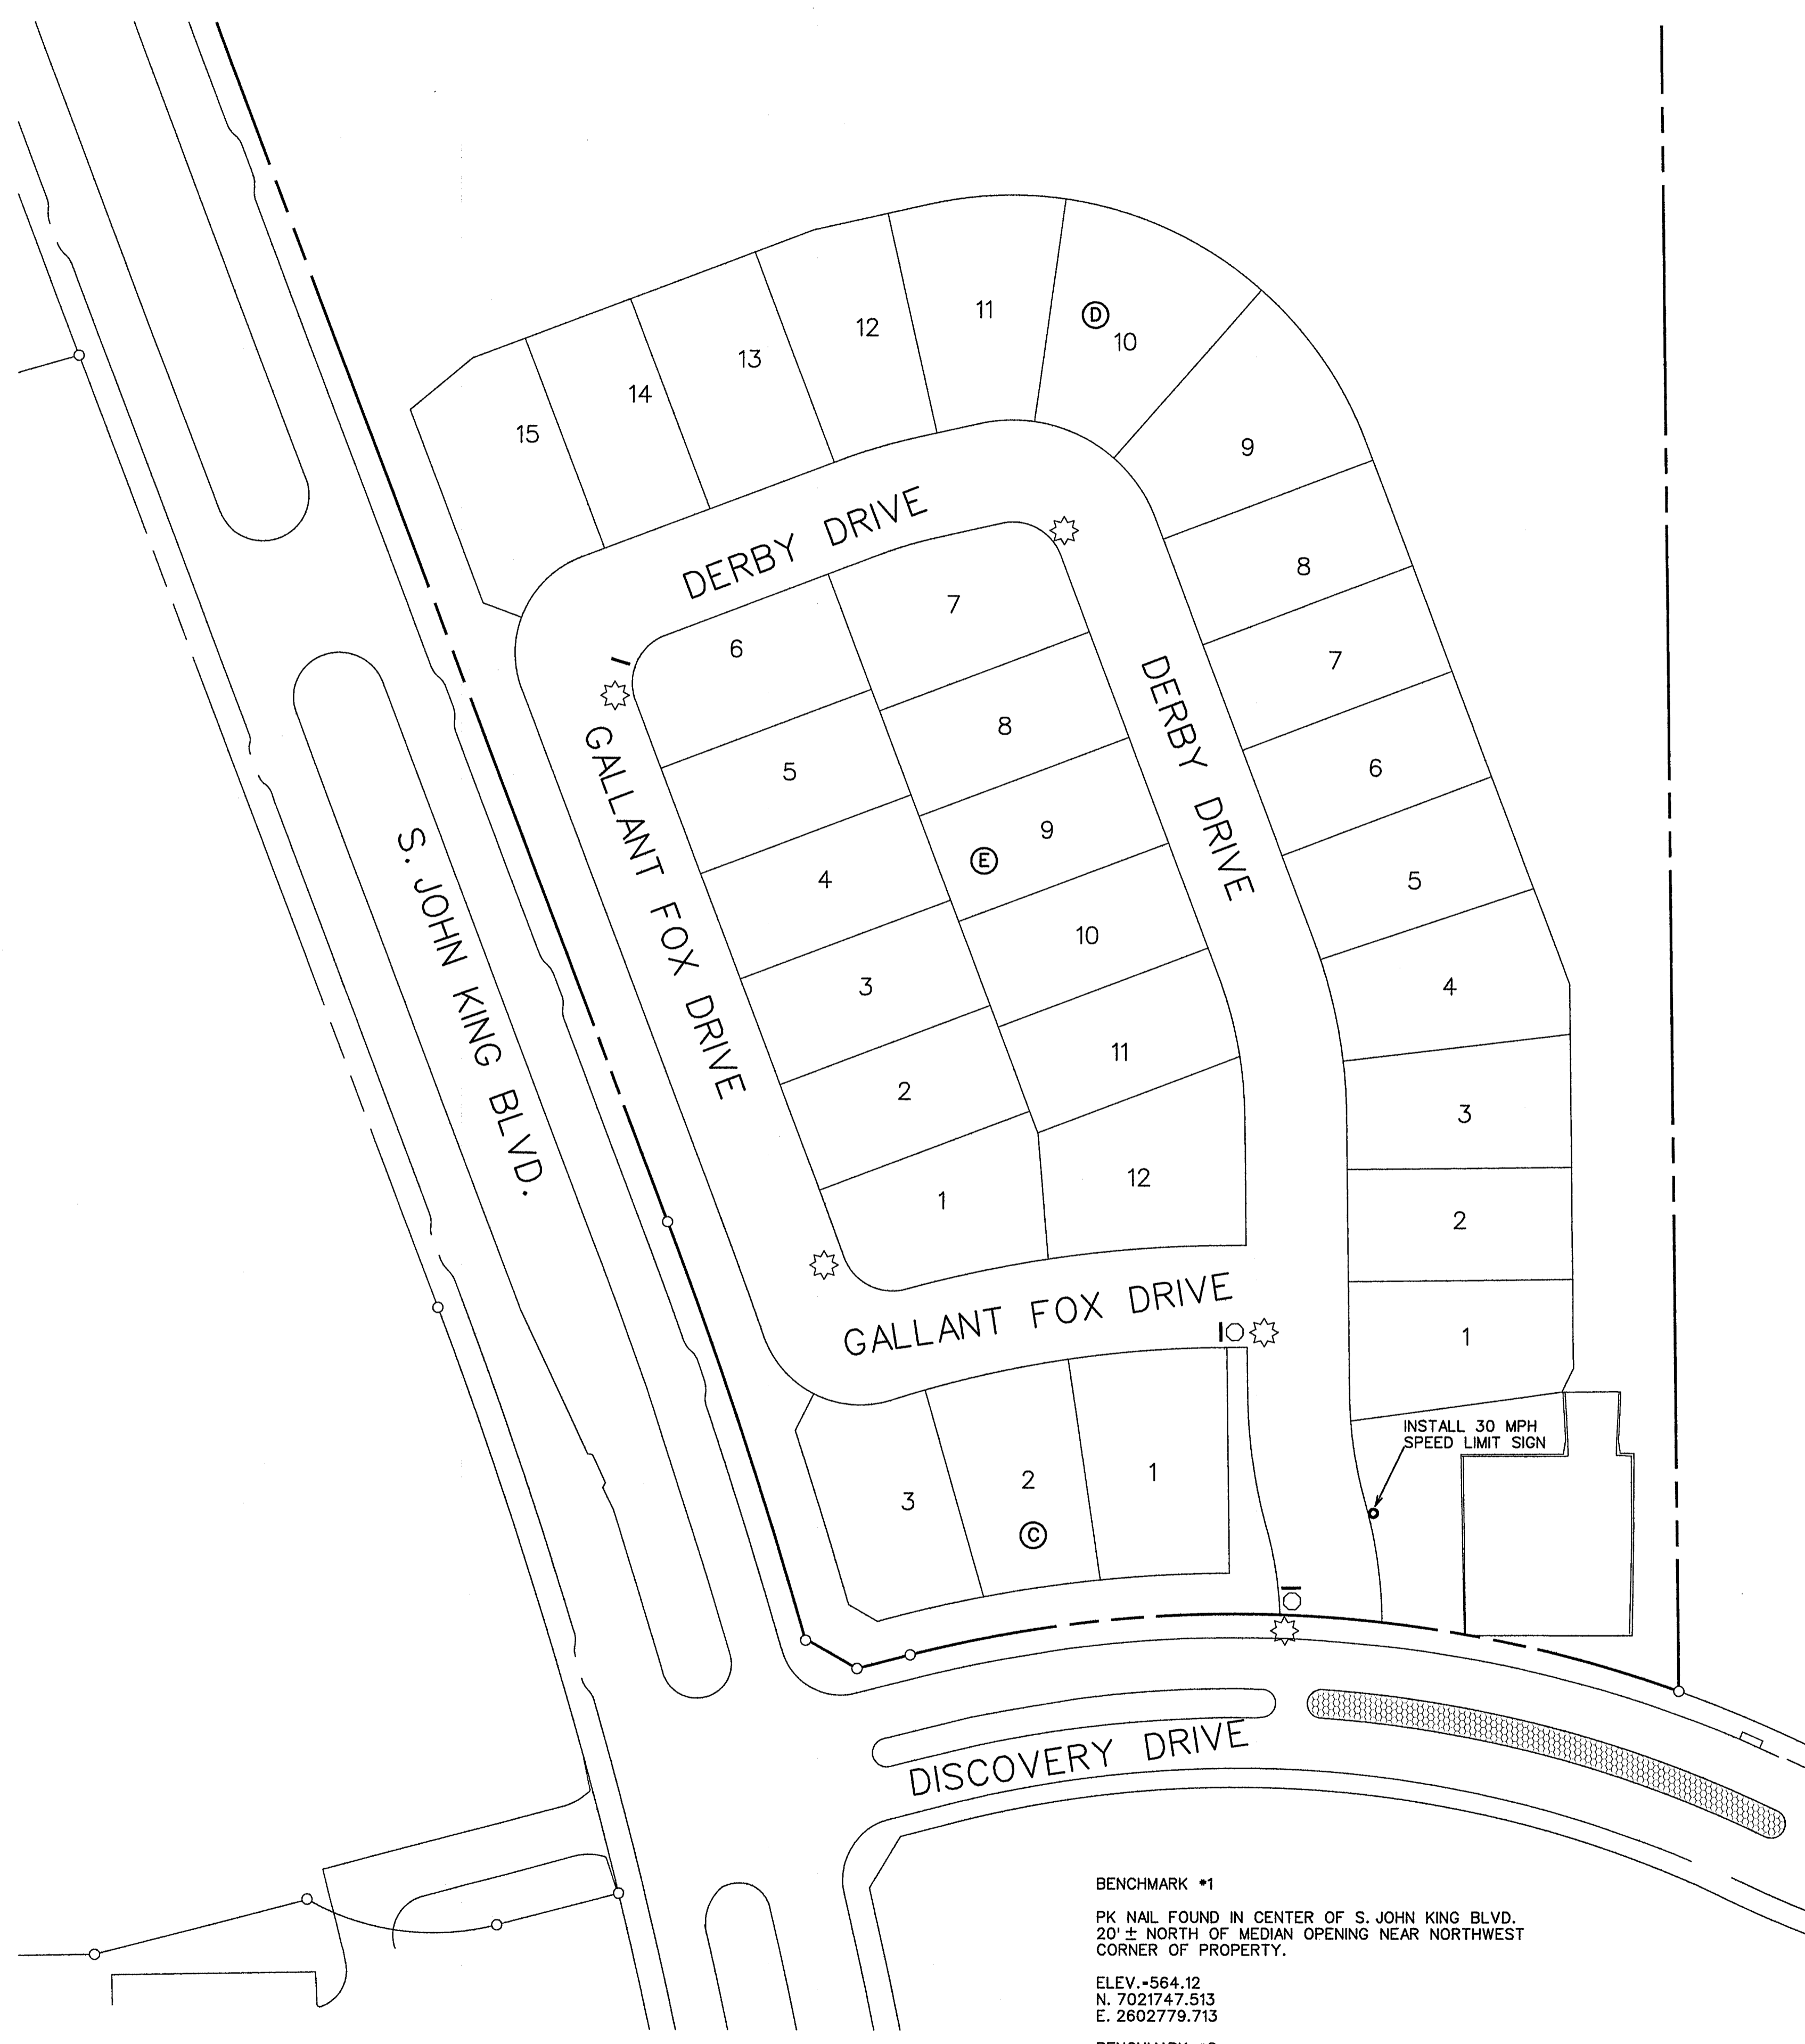 11
D
10
12
13
14
15
9
DERBY DRIVE
8
7
6
7
DERBY DRIVE
8
6
5
GALLANT FOX DRIVE
9
E
5
4
S. JOHN KING BLVD.
10
4
3
11
3
2
12
2
1
GALLANT FOX DRIVE
1
INSTALL 30 MPH
SPEED LIMIT SIGN
1
2
3
C
DISCOVERY DRIVE
BENCHMARK #1
PK NAIL FOUND IN CENTER OF S. JOHN KING BLVD.
20' ± NORTH OF MEDIAN OPENING NEAR NORTHWEST
CORNER OF PROPERTY.
ELEV.=564.12
N. 7021747.513
E. 2602779.713